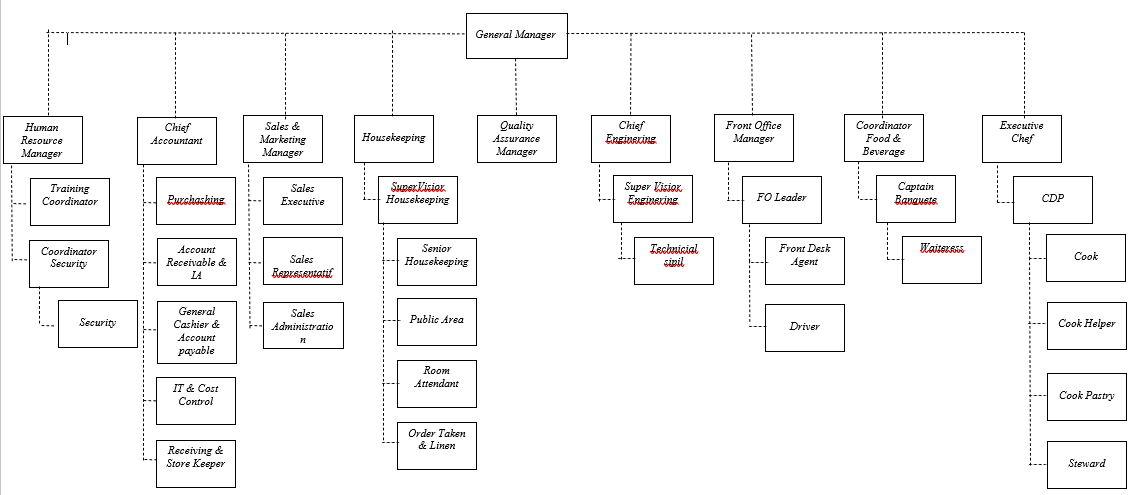 General Manager
Human
Resource
Manager
Chief
Accountant
Sales &
Marketing
Manager
Housekeeping
Quality
Assurance
Manager
Chief
Enginering
Front Office
Manager
Coordinator
Food &
Beverage
Executive
Chef
Training
Coordinator
Coordinator
Security
Security
Purchashing
Account
Receivable &
IA
General
Cashier &
Account
payable
IT & Cost
Control
Receiving &
Store Keeper
Sales
Executive
Sales
Representatif
Sales
Administratio
n
SuperVisior
Housekeeping
Senior
Housekeeping
Public Area
Room
Attendant
Order Taken
& Linen
Super Visior
Enginering
Technicial
sipil
FO Leader
Front Desk
Agent
Driver
Captain
Banquete
Waiteress
CDP
Cook
Cook Helper
Cook Pastry
Steward